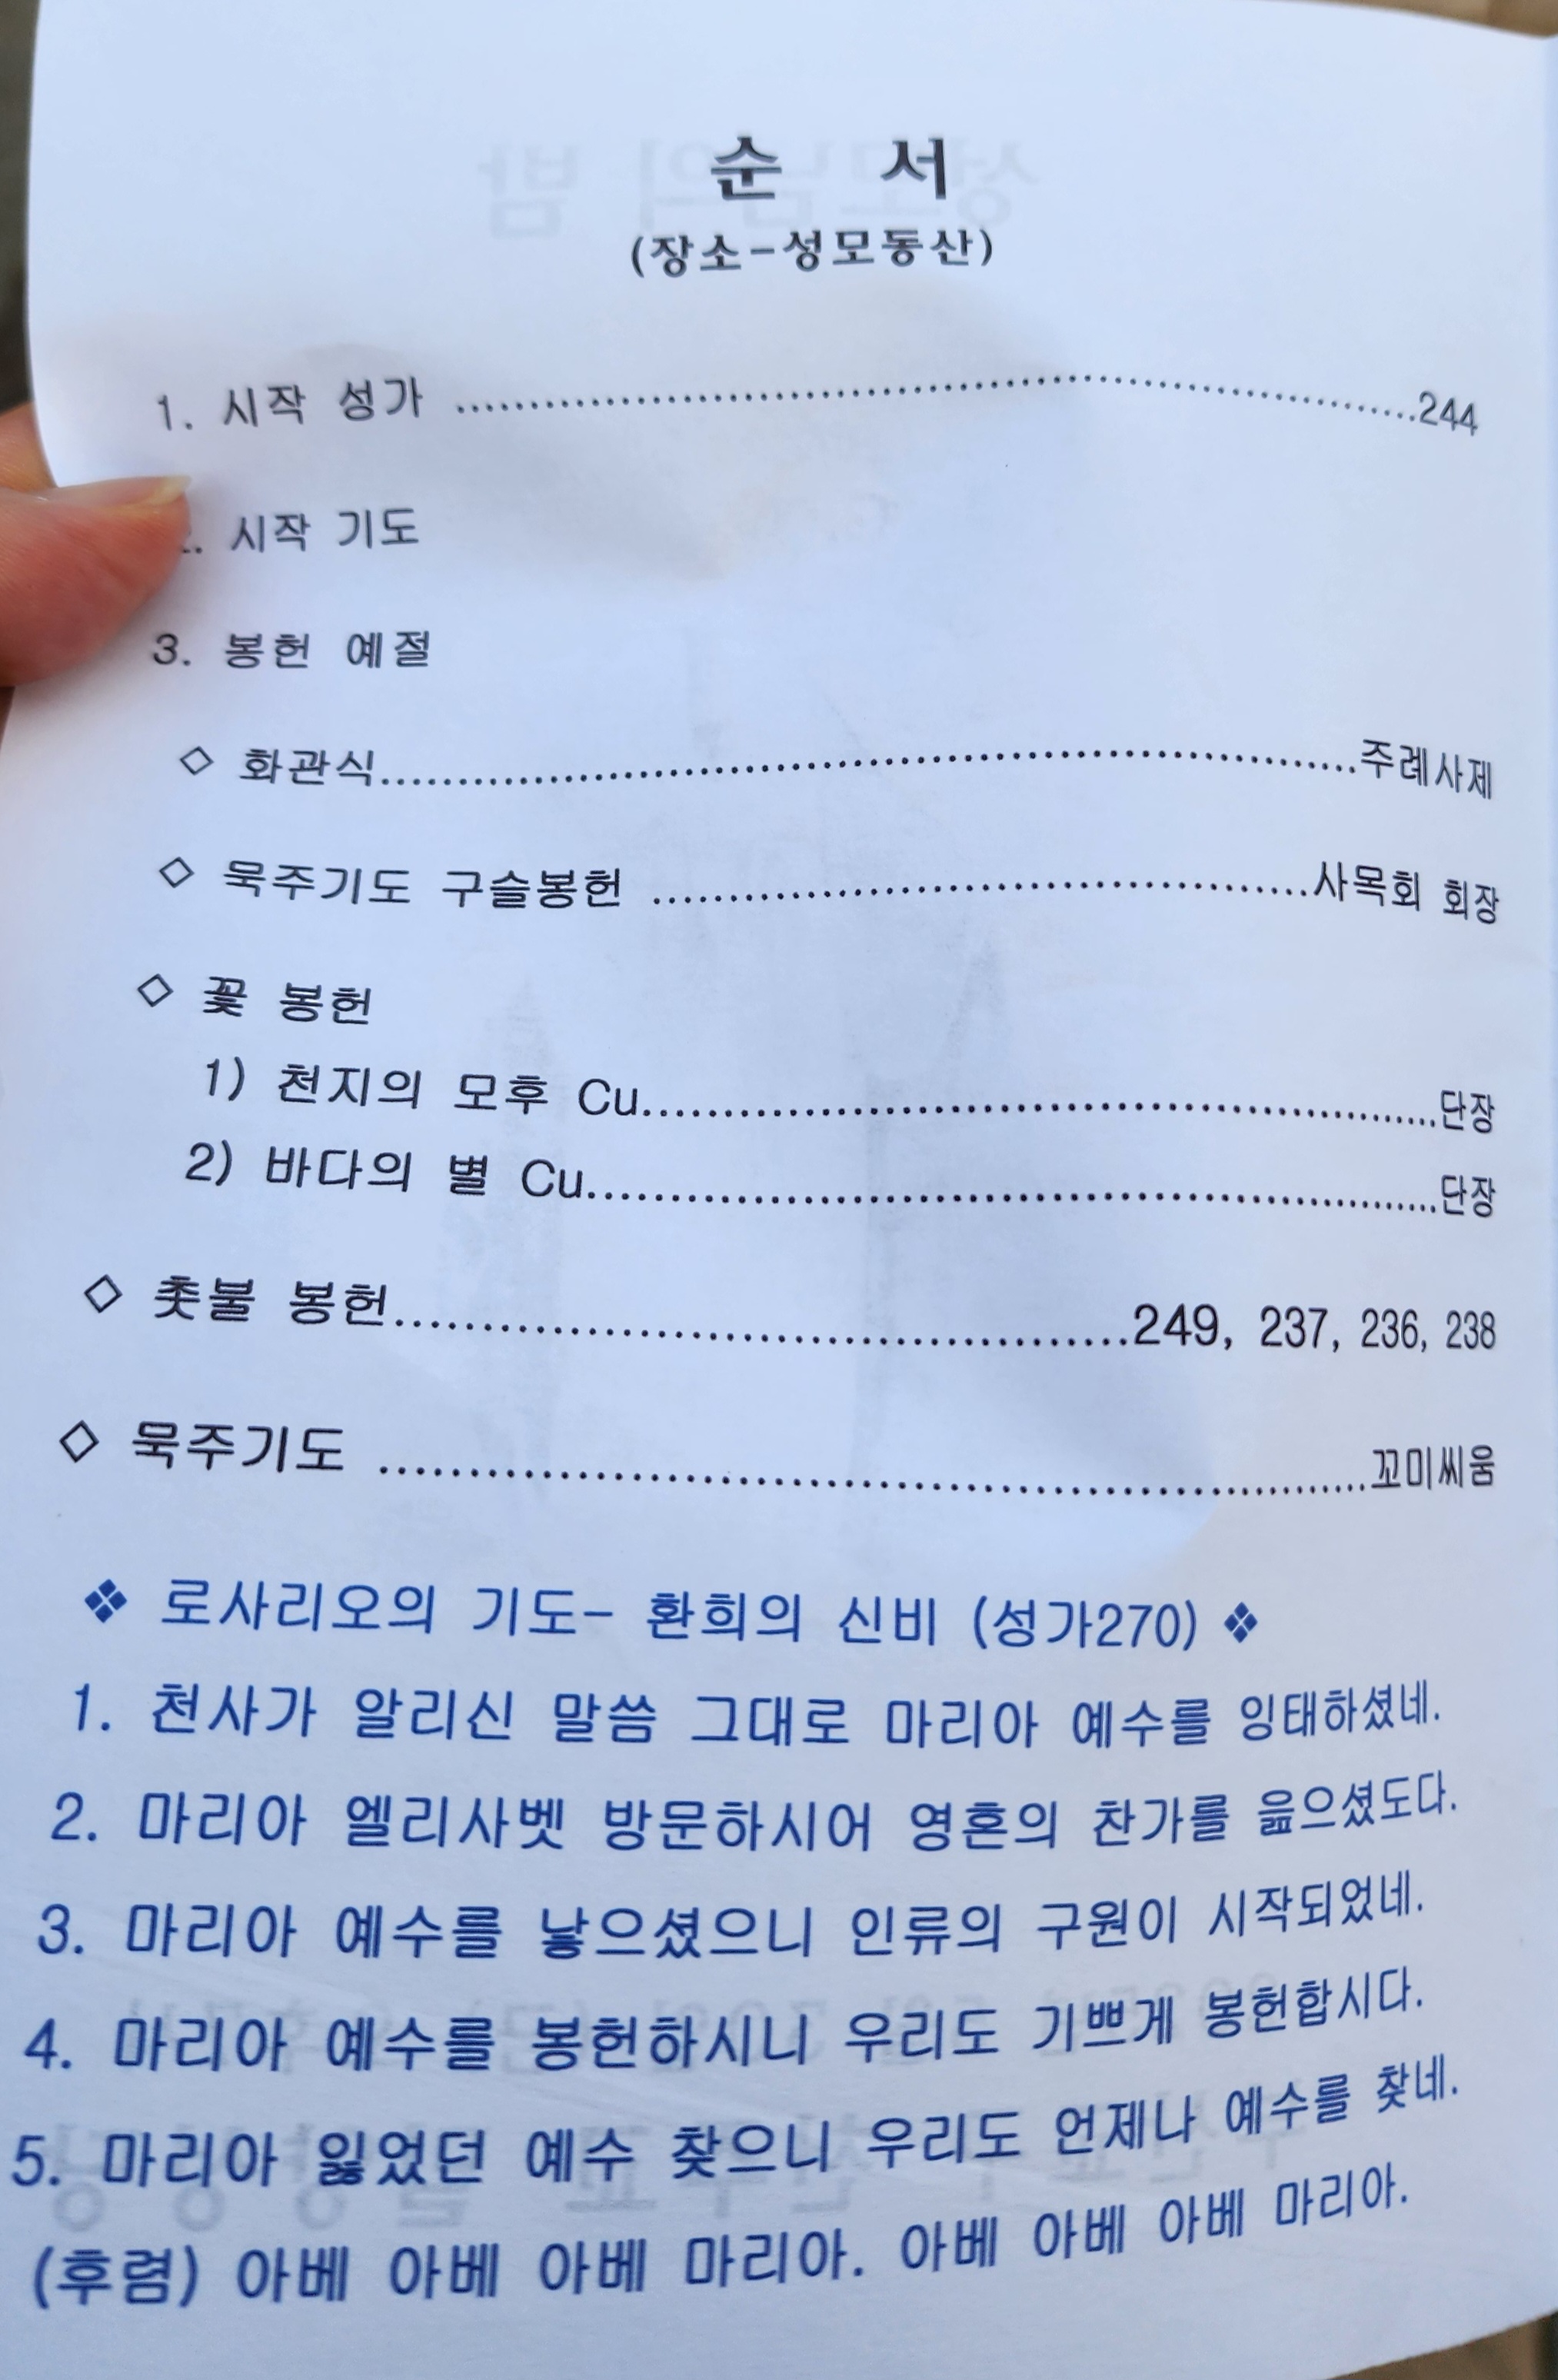 순 서
(장소-성모동산)
1. 시작 성가 ........................244
2. 시작 기도
3. 봉헌 예절
◇ 화관식........................주례사제
◇ 묵주기도 구슬봉헌 ........................사목회 회장
◇ 꽃 봉헌
1) 천지의 모후 Cu........................단장
2) 바다의 별 Cu........................단장
◇ 촛불 봉헌........................249, 237, 236, 238
◇ 묵주기도 ........................꼬미씨움
❖ 로사리오의 기도- 환희의 신비 (성가270) ❖
1. 천사가 알리신 말씀 그대로 마리아 예수를 잉태하셨네.
2. 마리아 엘리사벳 방문하시어 영혼의 찬가를 읊으셨도다.
3. 마리아 예수를 낳으셨으니 인류의 구원이 시작되었네.
4. 마리아 예수를 봉헌하시니 우리도 기쁘게 봉헌합시다.
5. 마리아 잃었던 예수 찾으니 우리도 언제나 예수를 찾네.
(후렴) 아베 아베 아베 마리아. 아베 아베 아베 마리아.